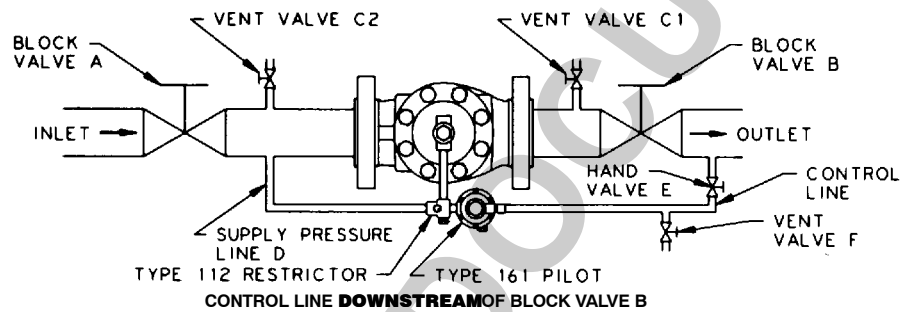 VENT VALVE C2
VENT VALVE C1
BLOCK
VALVE A
BLOCK
VALVE B
INLET
OUTLET
HAND
VALVE E
CONTROL
LINE
SUPPLY PRESSURE
LINE D
VENT
VALVE F
TYPE 112 RESTRICTOR
TYPE 161 PILOT
CONTROL LINE DOWNSTREAMOF BLOCK VALVE B